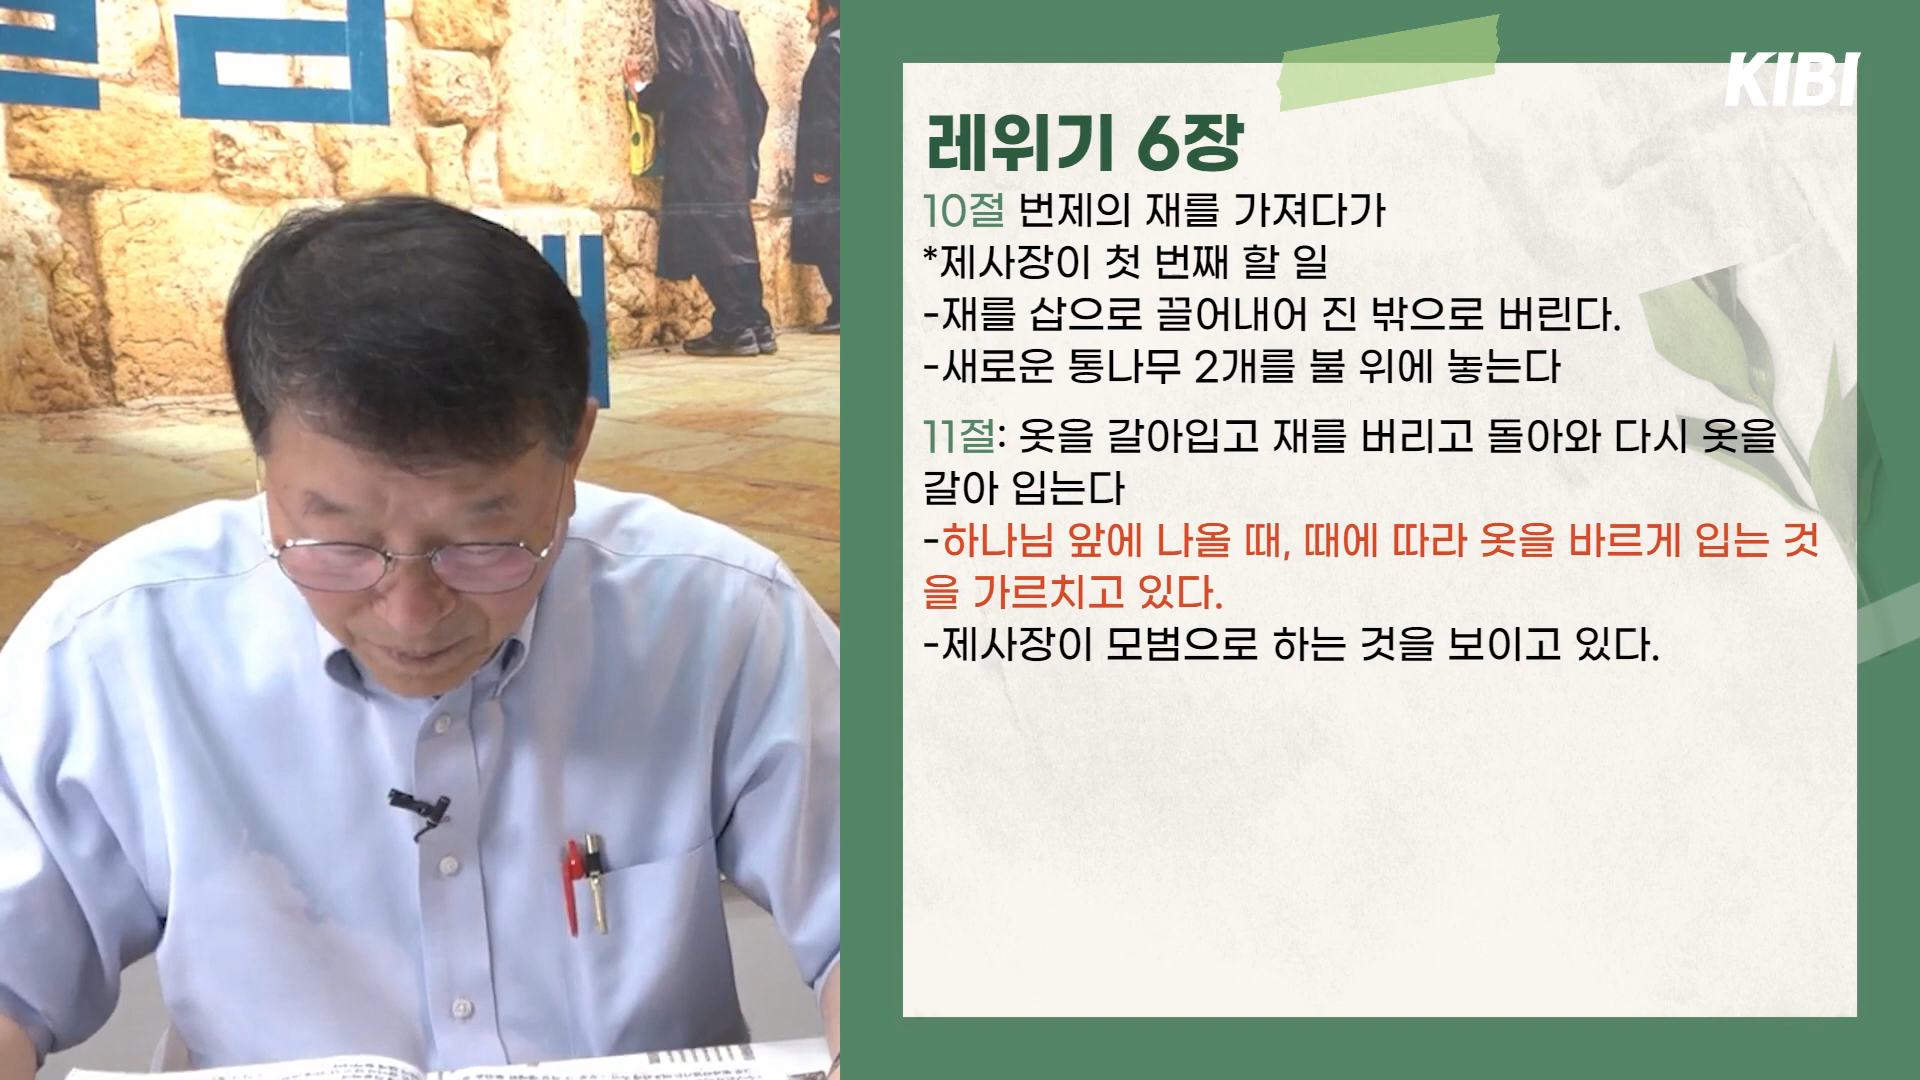 KIBI
레위기 6장
10절 번제의 재를 가져다가
*제사장이 첫 번째 할 일
-재를 삽으로 끌어내어 진 밖으로 버린다.
-새로운 통나무 2개를 불 위에 놓는다
11절: 옷을 갈아입고 재를 버리고 돌아와 다시 옷을
갈아 입는다
-하나님 앞에 나올 때, 때에 따라 옷을 바르게 입는 것
을 가르치고 있다.
-제사장이 모범으로 하는 것을 보이고 있다.